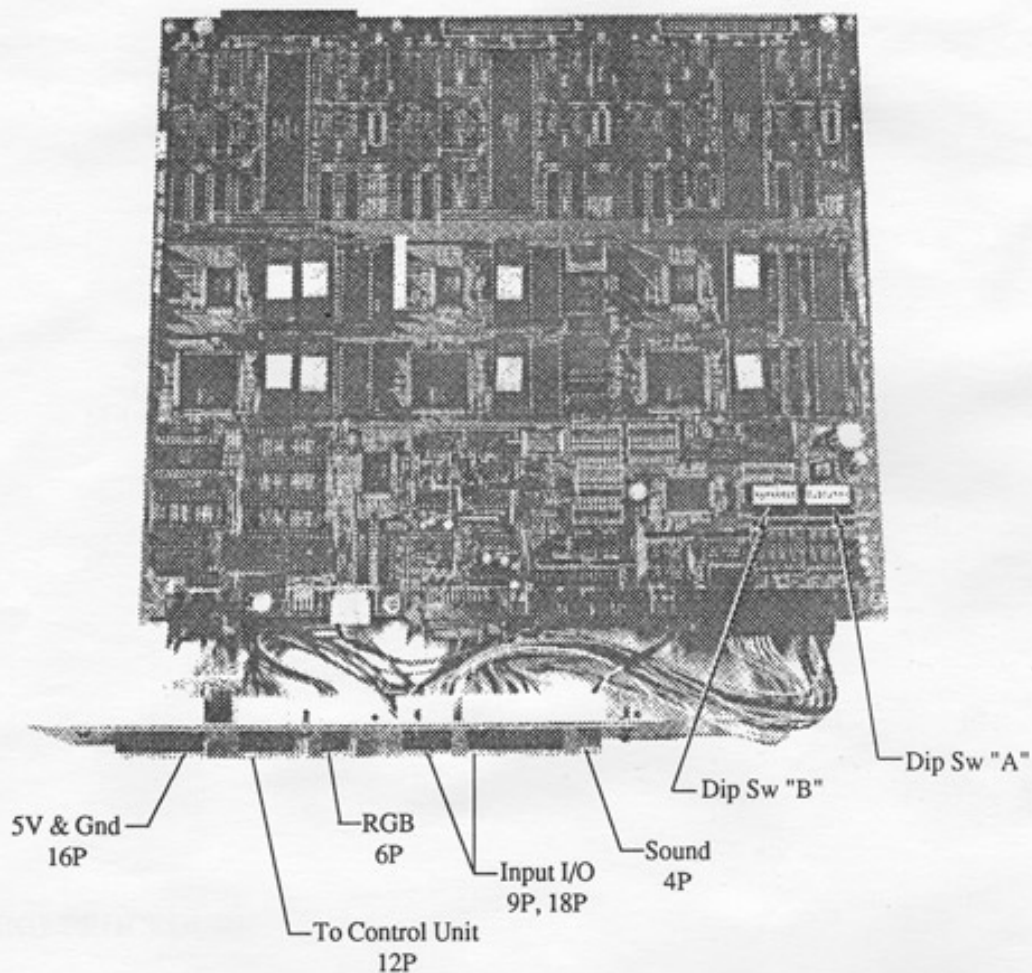 Dip Sw "A"
Dip Sw "B"
5V & Gnd
16P
RGB
6P
Sound
4P
Input I/O
9P, 18P
To Control Unit
12P